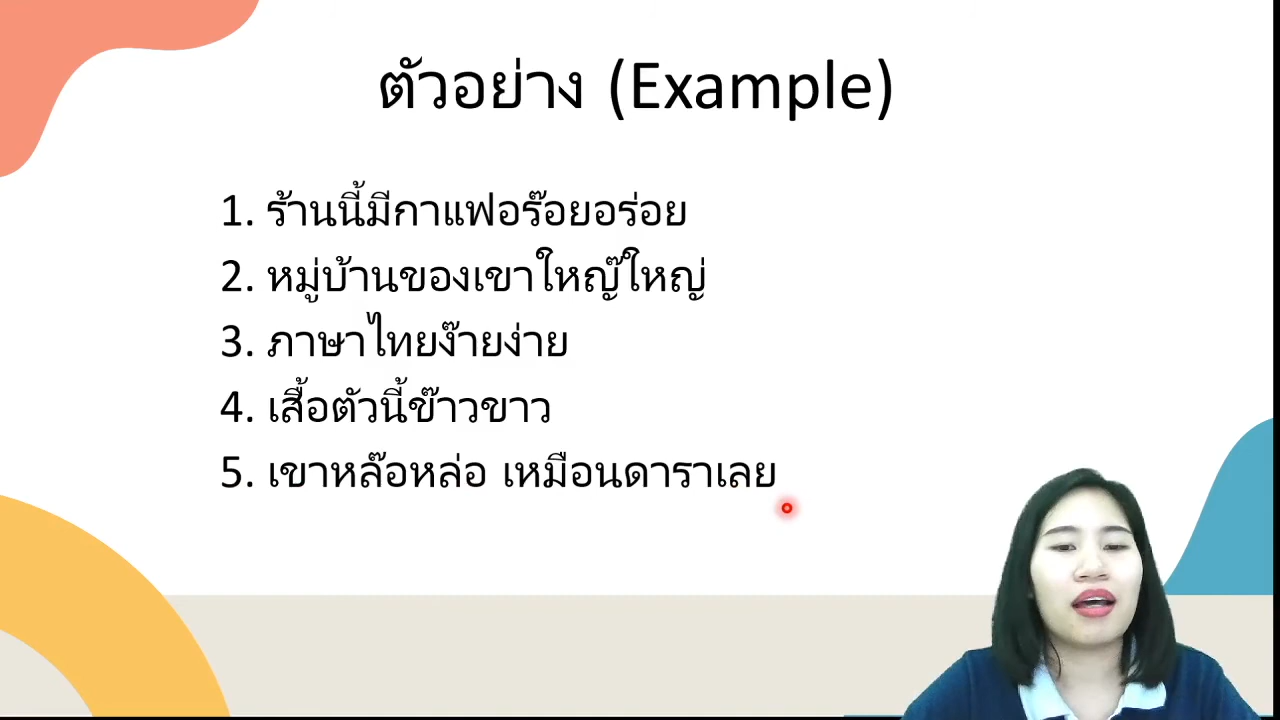 ตัวอย่าง (Example)
1. ร้านนี้มีกาแฟอร๊อยอร่อย
2. หมู่บ้านของเขาใหญ๊ใหญ่
3. ภาษาไทยง๊ายง่าย
4. เสื้อตัวนี้ข๊าวขาว
5. เขาหล๊อหล่อ เหมือนดาราเลย